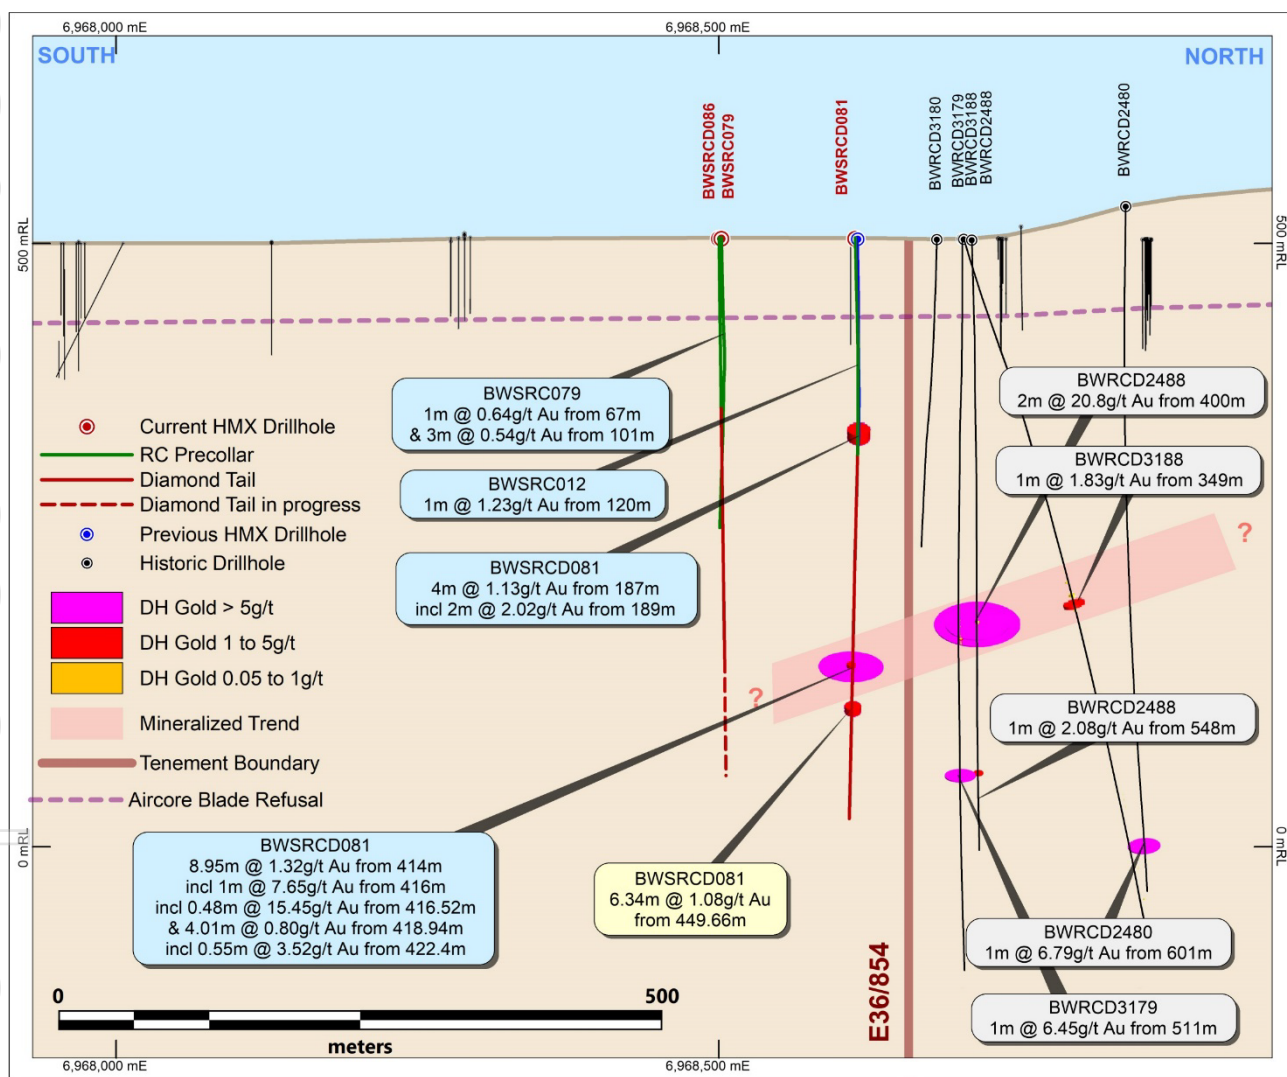 6,968,000 mE
6,968,500 mE
SOUTH
NORTH
BWSRCD086
BWSRC079
BWSRCD081
BWRCD3180
BWRCD3179
BWRCD3188
BWRCD2488
BWRCD2480
500 mRL
500 mRL
BWSRC079
1m @ 0.64g/t Au from 67m
& 3m @ 0.54g/t Au from 101m
BWRCD2488
2m @ 20.8g/t Au from 400m
Current HMX Drillhole
RC Precollar
Diamond Tail
Diamond Tail in progress
Previous HMX Drillhole
Historic Drillhole
BWSRC012
1m @ 1.23g/t Au from 120m
BWRCD3188
1m @ 1.83g/t Au from 349m
BWSRCD081
4m @ 1.13g/t Au from 187m
incl 2m @ 2.02g/t Au from 189m
?
DH Gold > 5g/t
DH Gold 1 to 5g/t
DH Gold 0.05 to 1g/t
Mineralized Trend
Tenement Boundary
Aircore Blade Refusal
?
BWRCD2488
1m @ 2.08g/t Au from 548m
0 mRL
0 mRL
BWSRCD081
8.95m @ 1.32g/t Au from 414m
incl 1m @ 7.65g/t Au from 416m
incl 0.48m @ 15.45g/t Au from 416.52m
& 4.01m @ 0.80g/t Au from 418.94m
incl 0.55m @ 3.52g/t Au from 422.4m
BWSRCD081
6.34m @ 1.08g/t Au
from 449.66m
BWRCD2480
1m @ 6.79g/t Au from 601m
BWRCD3179
1m @ 6.45g/t Au from 511m
E36/854
0
500
meters
6,968,000 mE
6,968,500 mE